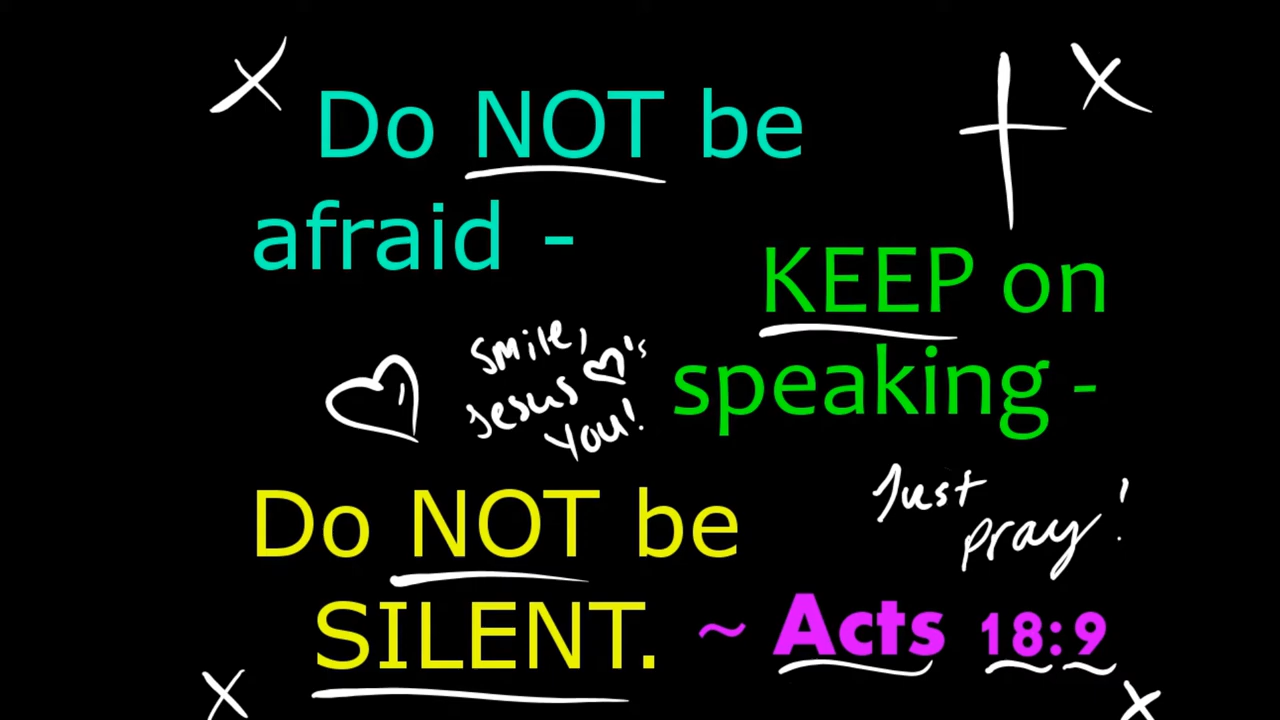 Do NOT be
afraid -
KEEP on
speaking -
Smile,
Jesus ♥'s
you!
Do NOT be
SILENT.
Just
pray!
~ Acts 18:9